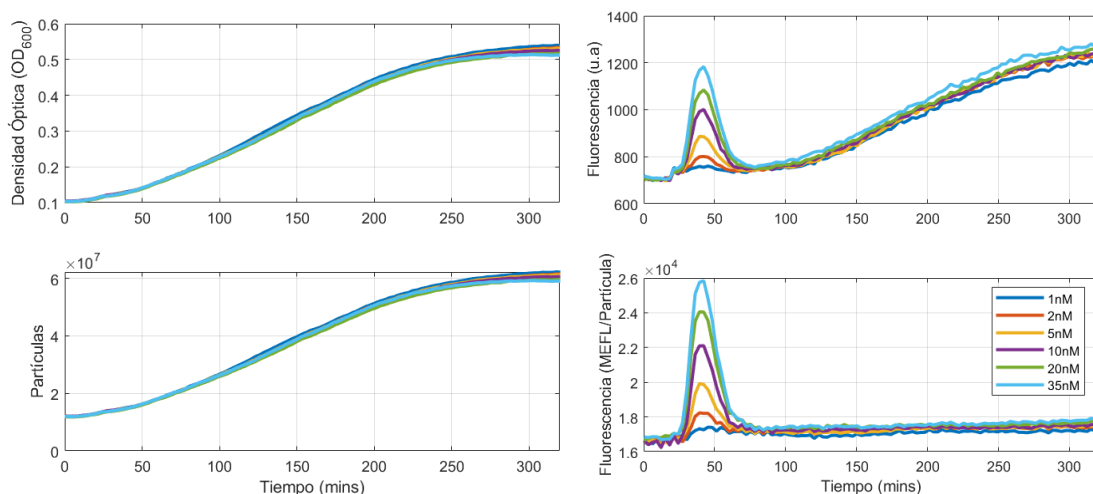 Densidad Óptica (OD600)
0.6
0.5
0.4
0.3
0.2
0.1
0 50 100 150 200 250 300
Fluorescencia (u.a)
1400
1200
1000
800
600
0 50 100 150 200 250 300
Partículas
×10^7
6
4
2
0
0 50 100 150 200 250 300
Tiempo (mins)
Fluorescencia (MEFL/Partícula)
×10^4
2.6
2.4
2.2
2
1.8
1.6
0 50 100 150 200 250 300
Tiempo (mins)
1nM
2nM
5nM
10nM
20nM
35nM